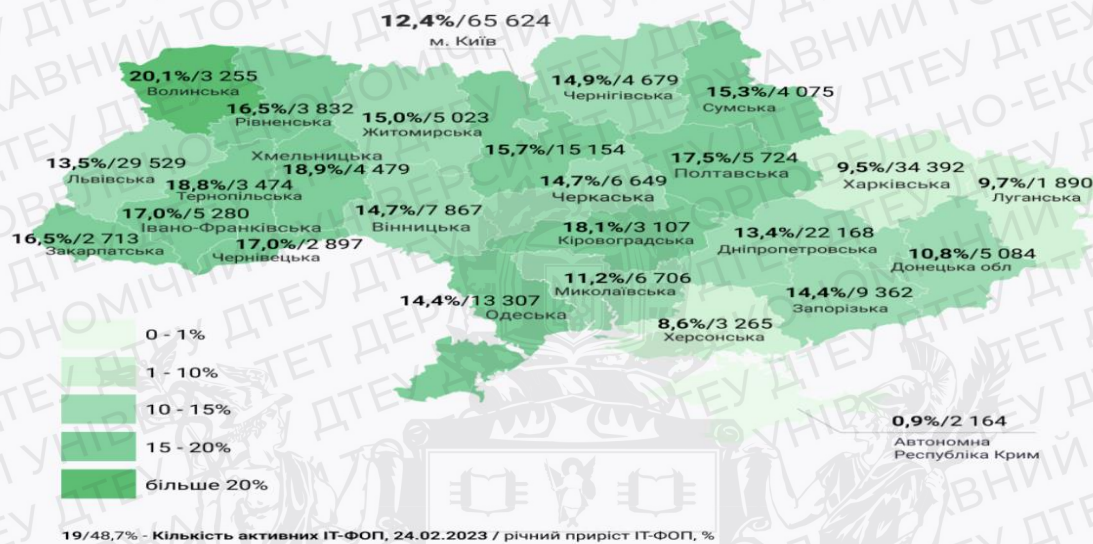 12,4%/65 624
м. Київ
20,1%/3 255
Волинська
16,5%/3 832
Рівненська
15,0%/5 023
Житомирська
14,9%/4 679
Чернігівська
15,3%/4 075
Сумська
13,5%/29 529
Львівська
Хмельницька
18,9%/4 479
18,8%/3 474
Тернопільська
15,7%/15 154
17,5%/5 724
Полтавська
9,5%/34 392
Харківська
9,7%/1 890
Луганська
14,7%/6 649
Черкаська
17,0%/5 280
Івано-Франківська
14,7%/7 867
Вінницька
16,5%/2 713
Закарпатська
17,0%/2 897
Чернівецька
18,1%/3 107
Кіровоградська
13,4%/22 168
Дніпропетровська
10,8%/5 084
Донецька обл
11,2%/6 706
Миколаївська
14,4%/9 362
Запорізька
14,4%/13 307
Одеська
8,6%/3 265
Херсонська
0,9%/2 164
Автономна
Республіка Крим
0 - 1%
1 - 10%
10 - 15%
15 - 20%
більше 20%
19/48,7% - Кількість активних ІТ-ФОП, 24.02.2023 / річний приріст ІТ-ФОП, %